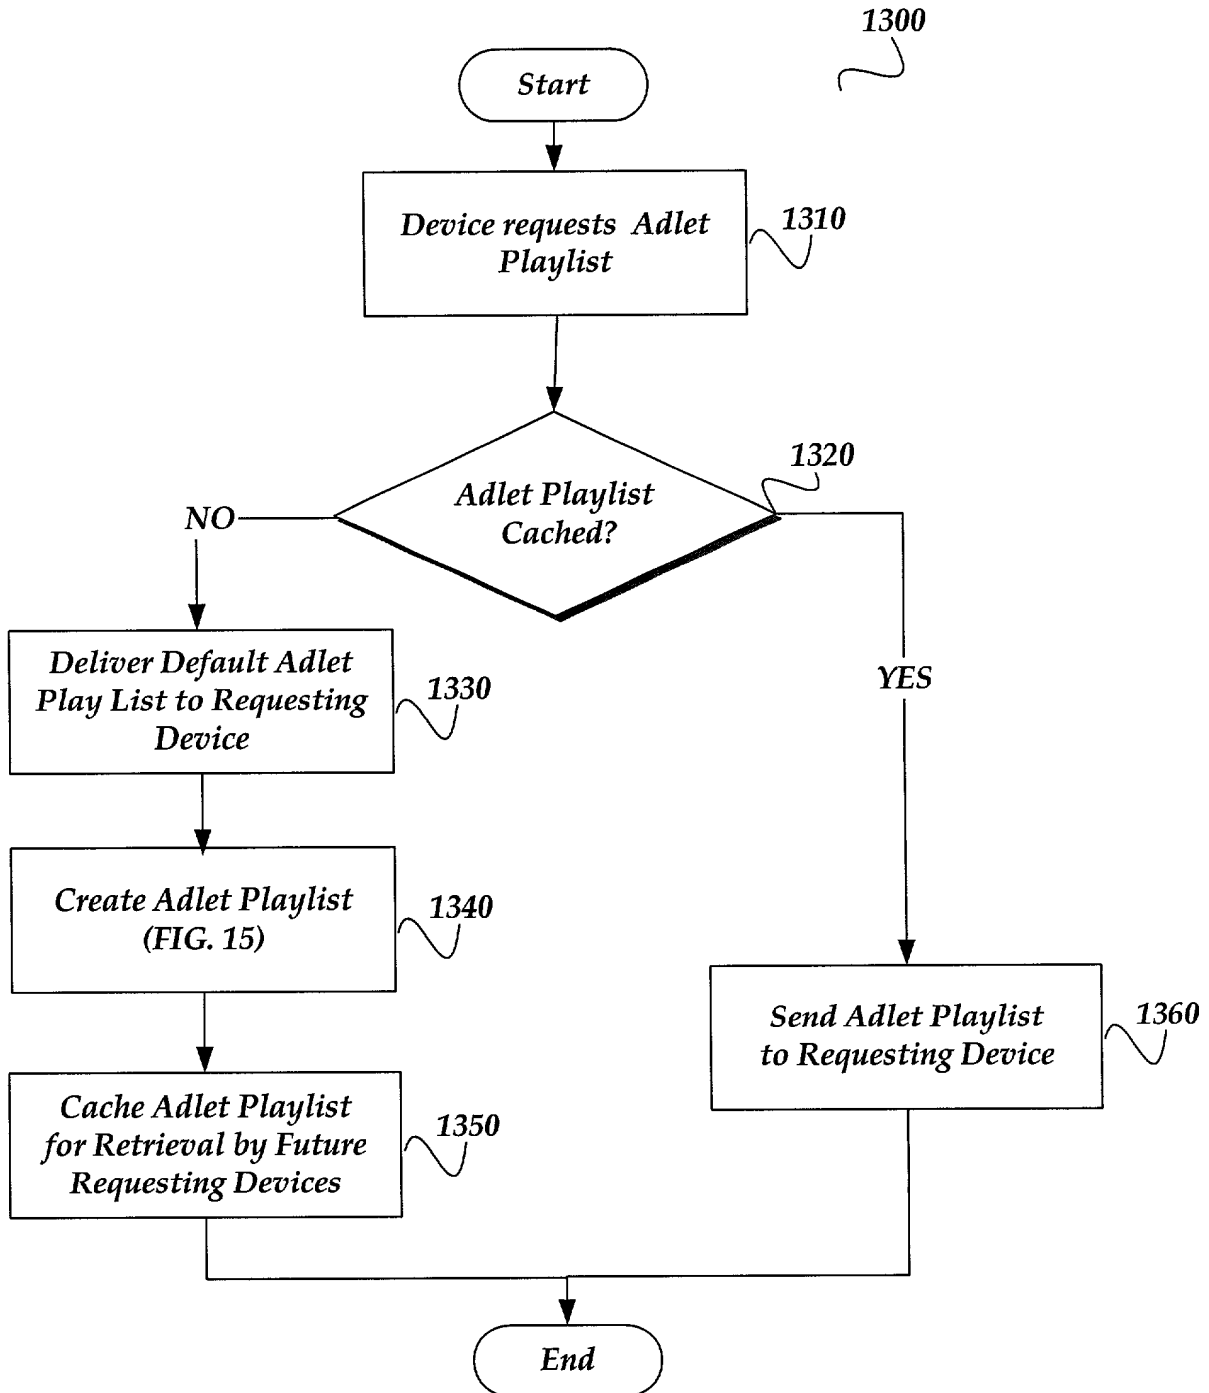 1300
Start
Device requests Adlet
Playlist
1310
Adlet Playlist
Cached?
1320
NO
YES
Deliver Default Adlet
Play List to Requesting
Device
1330
Create Adlet Playlist
(FIG. 15)
1340
Send Adlet Playlist
to Requesting Device
1360
Cache Adlet Playlist
for Retrieval by Future
Requesting Devices
1350
End